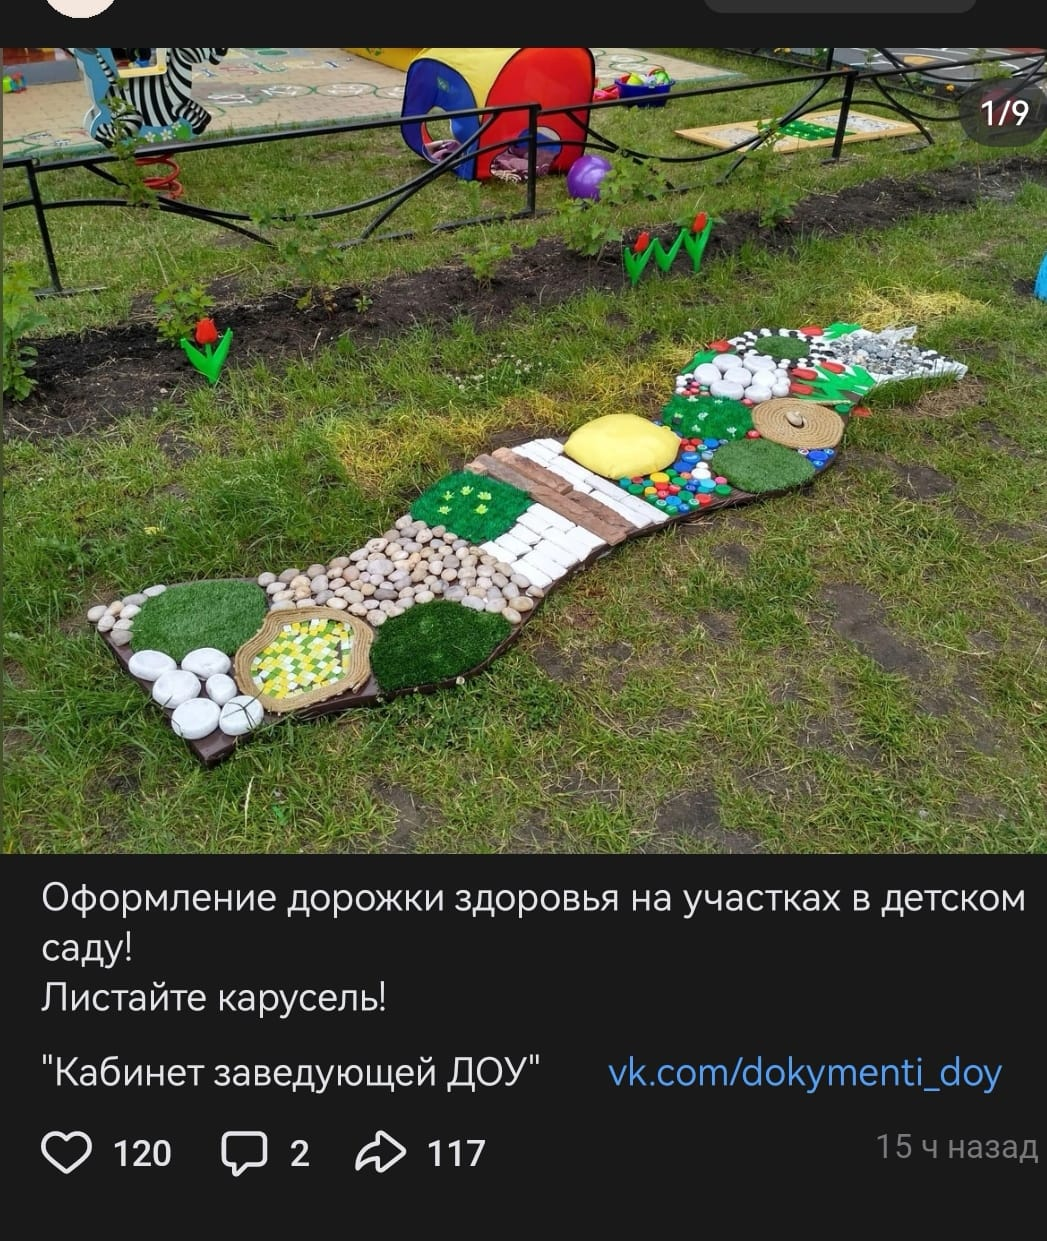 1/9
Оформление дорожки здоровья на участках в детском
саду!
Листайте карусель!
"Кабинет заведующей ДОУ" vk.com/dokymenti_doy
120 2 117 15 ч назад